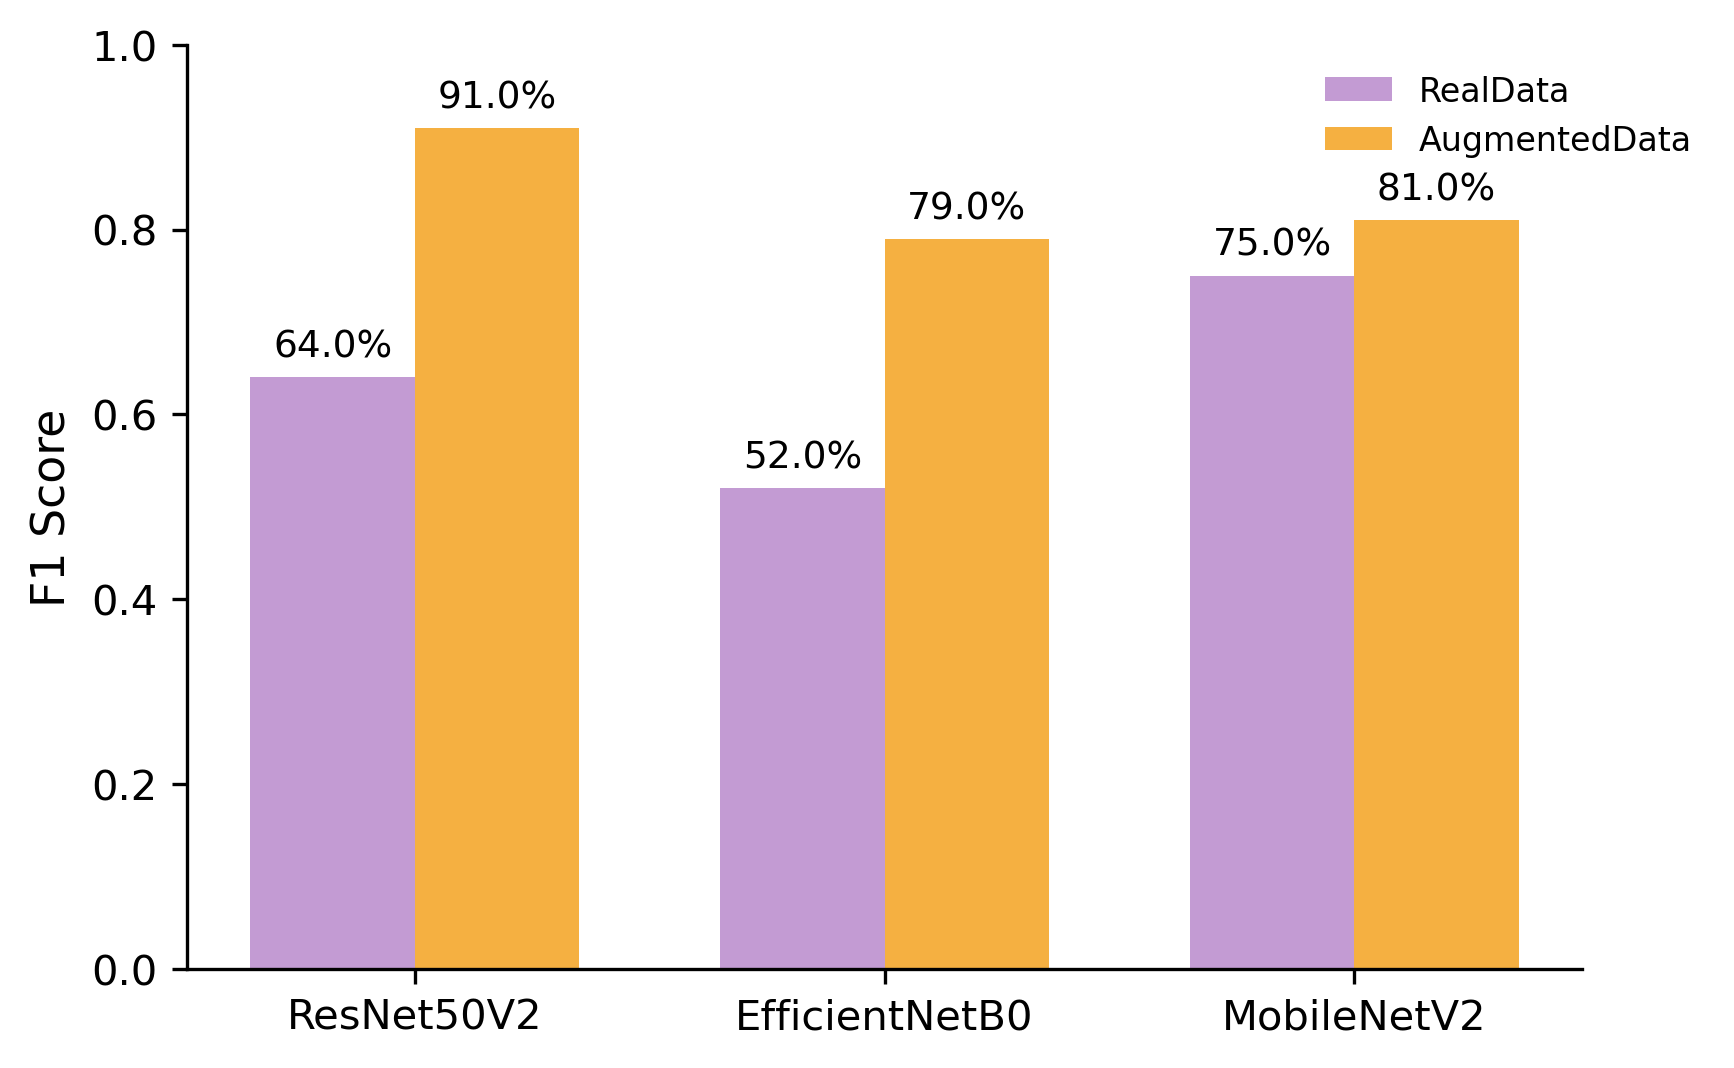 1.0
0.8
0.6
0.4
0.2
0.0
F1 Score
RealData
AugmentedData
64.0%
91.0%
52.0%
79.0%
75.0%
81.0%
ResNet50V2
EfficientNetB0
MobileNetV2